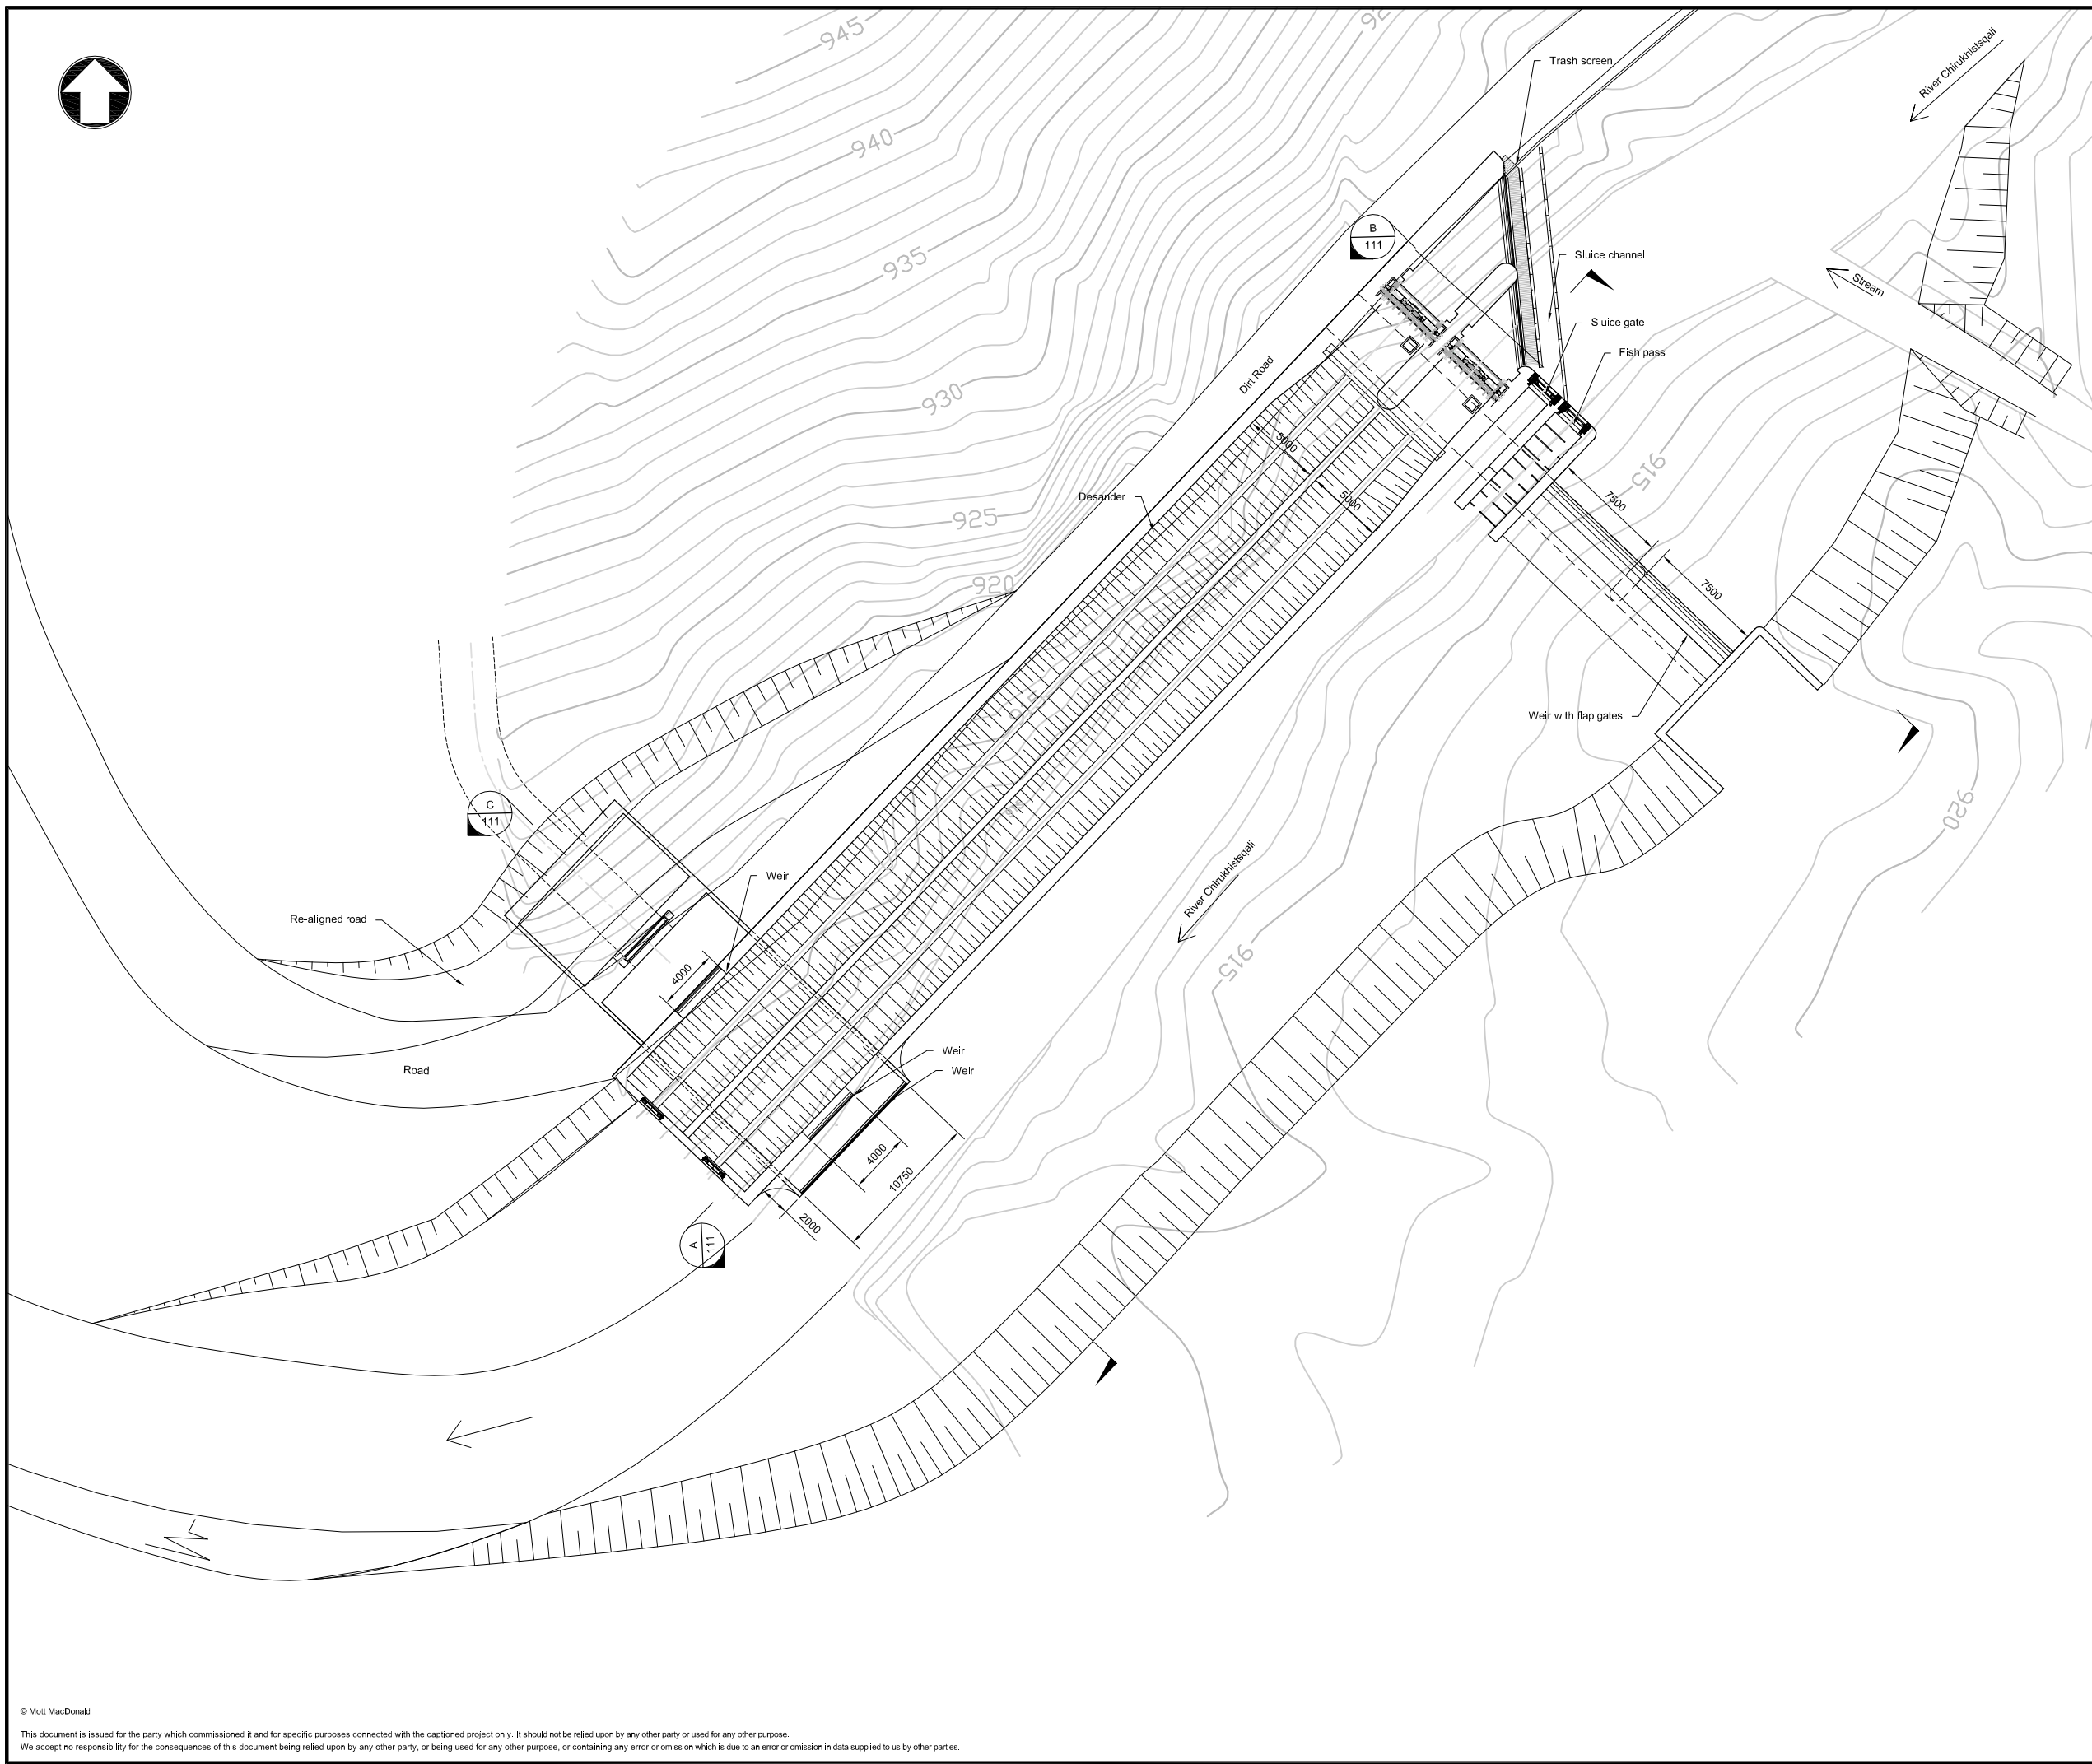 945
92
Trash screen
River Chirukhistsqali
940
B
111
935
Sluice channel
Stream
Sluice gate
Fish pass
Dirt Road
930
5000
915
Desander
5000
7500
925
920
7500
Weir with flap gates
C
111
920
Weir
River Chirukhistsqali
Re-aligned road
915
4000
Weir
Road
Weir
4000
10750
2000
A
111
© Mott MacDonald
This document is issued for the party which commissioned it and for specific purposes connected with the captioned project only. It should not be relied upon by any other party or used for any other purpose.
We accept no responsibility for the consequences of this document being relied upon by any other party, or being used for any other purpose, or containing any error or omission which is due to an error or omission in data supplied to us by other parties.